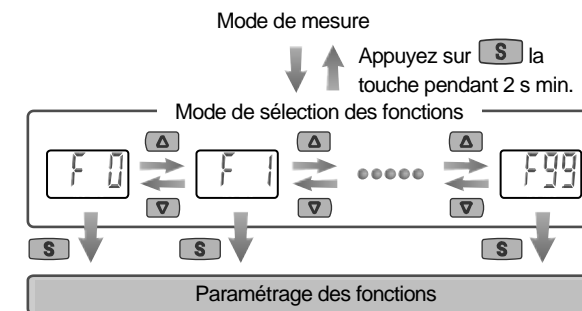 Mode de mesure
Appuyez sur S la
touche pendant 2 s min.
Mode de sélection des fonctions
F 0 F 1 F99
S S S
Paramétrage des fonctions